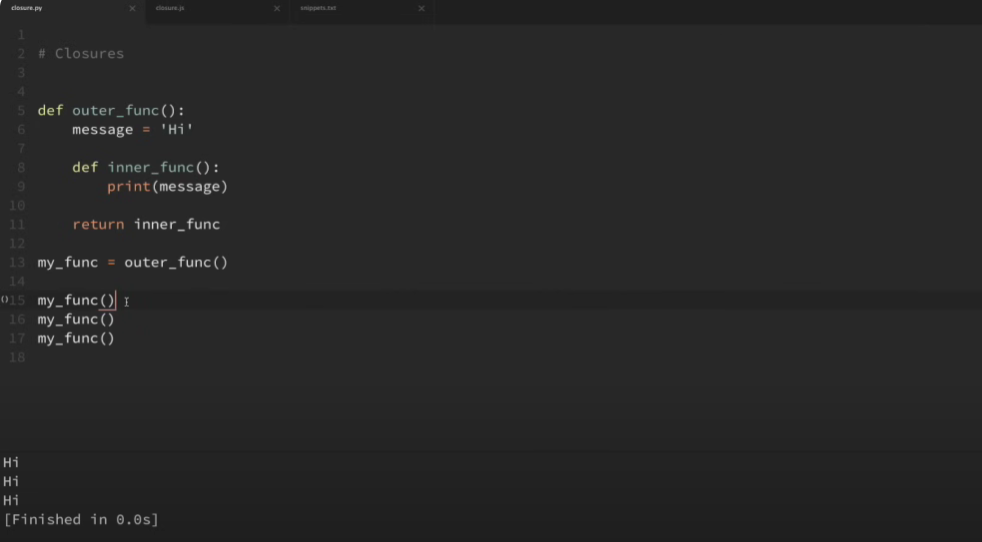 closure.py × closure.js × snippets.txt ×
1
2 # Closures
3
4
5 def outer_func():
6     message = 'Hi'
7
8     def inner_func():
9         print(message)
10
11     return inner_func
12
13 my_func = outer_func()
14
()15 my_func()
16 my_func()
17 my_func()
18
Hi
Hi
Hi
[Finished in 0.0s]